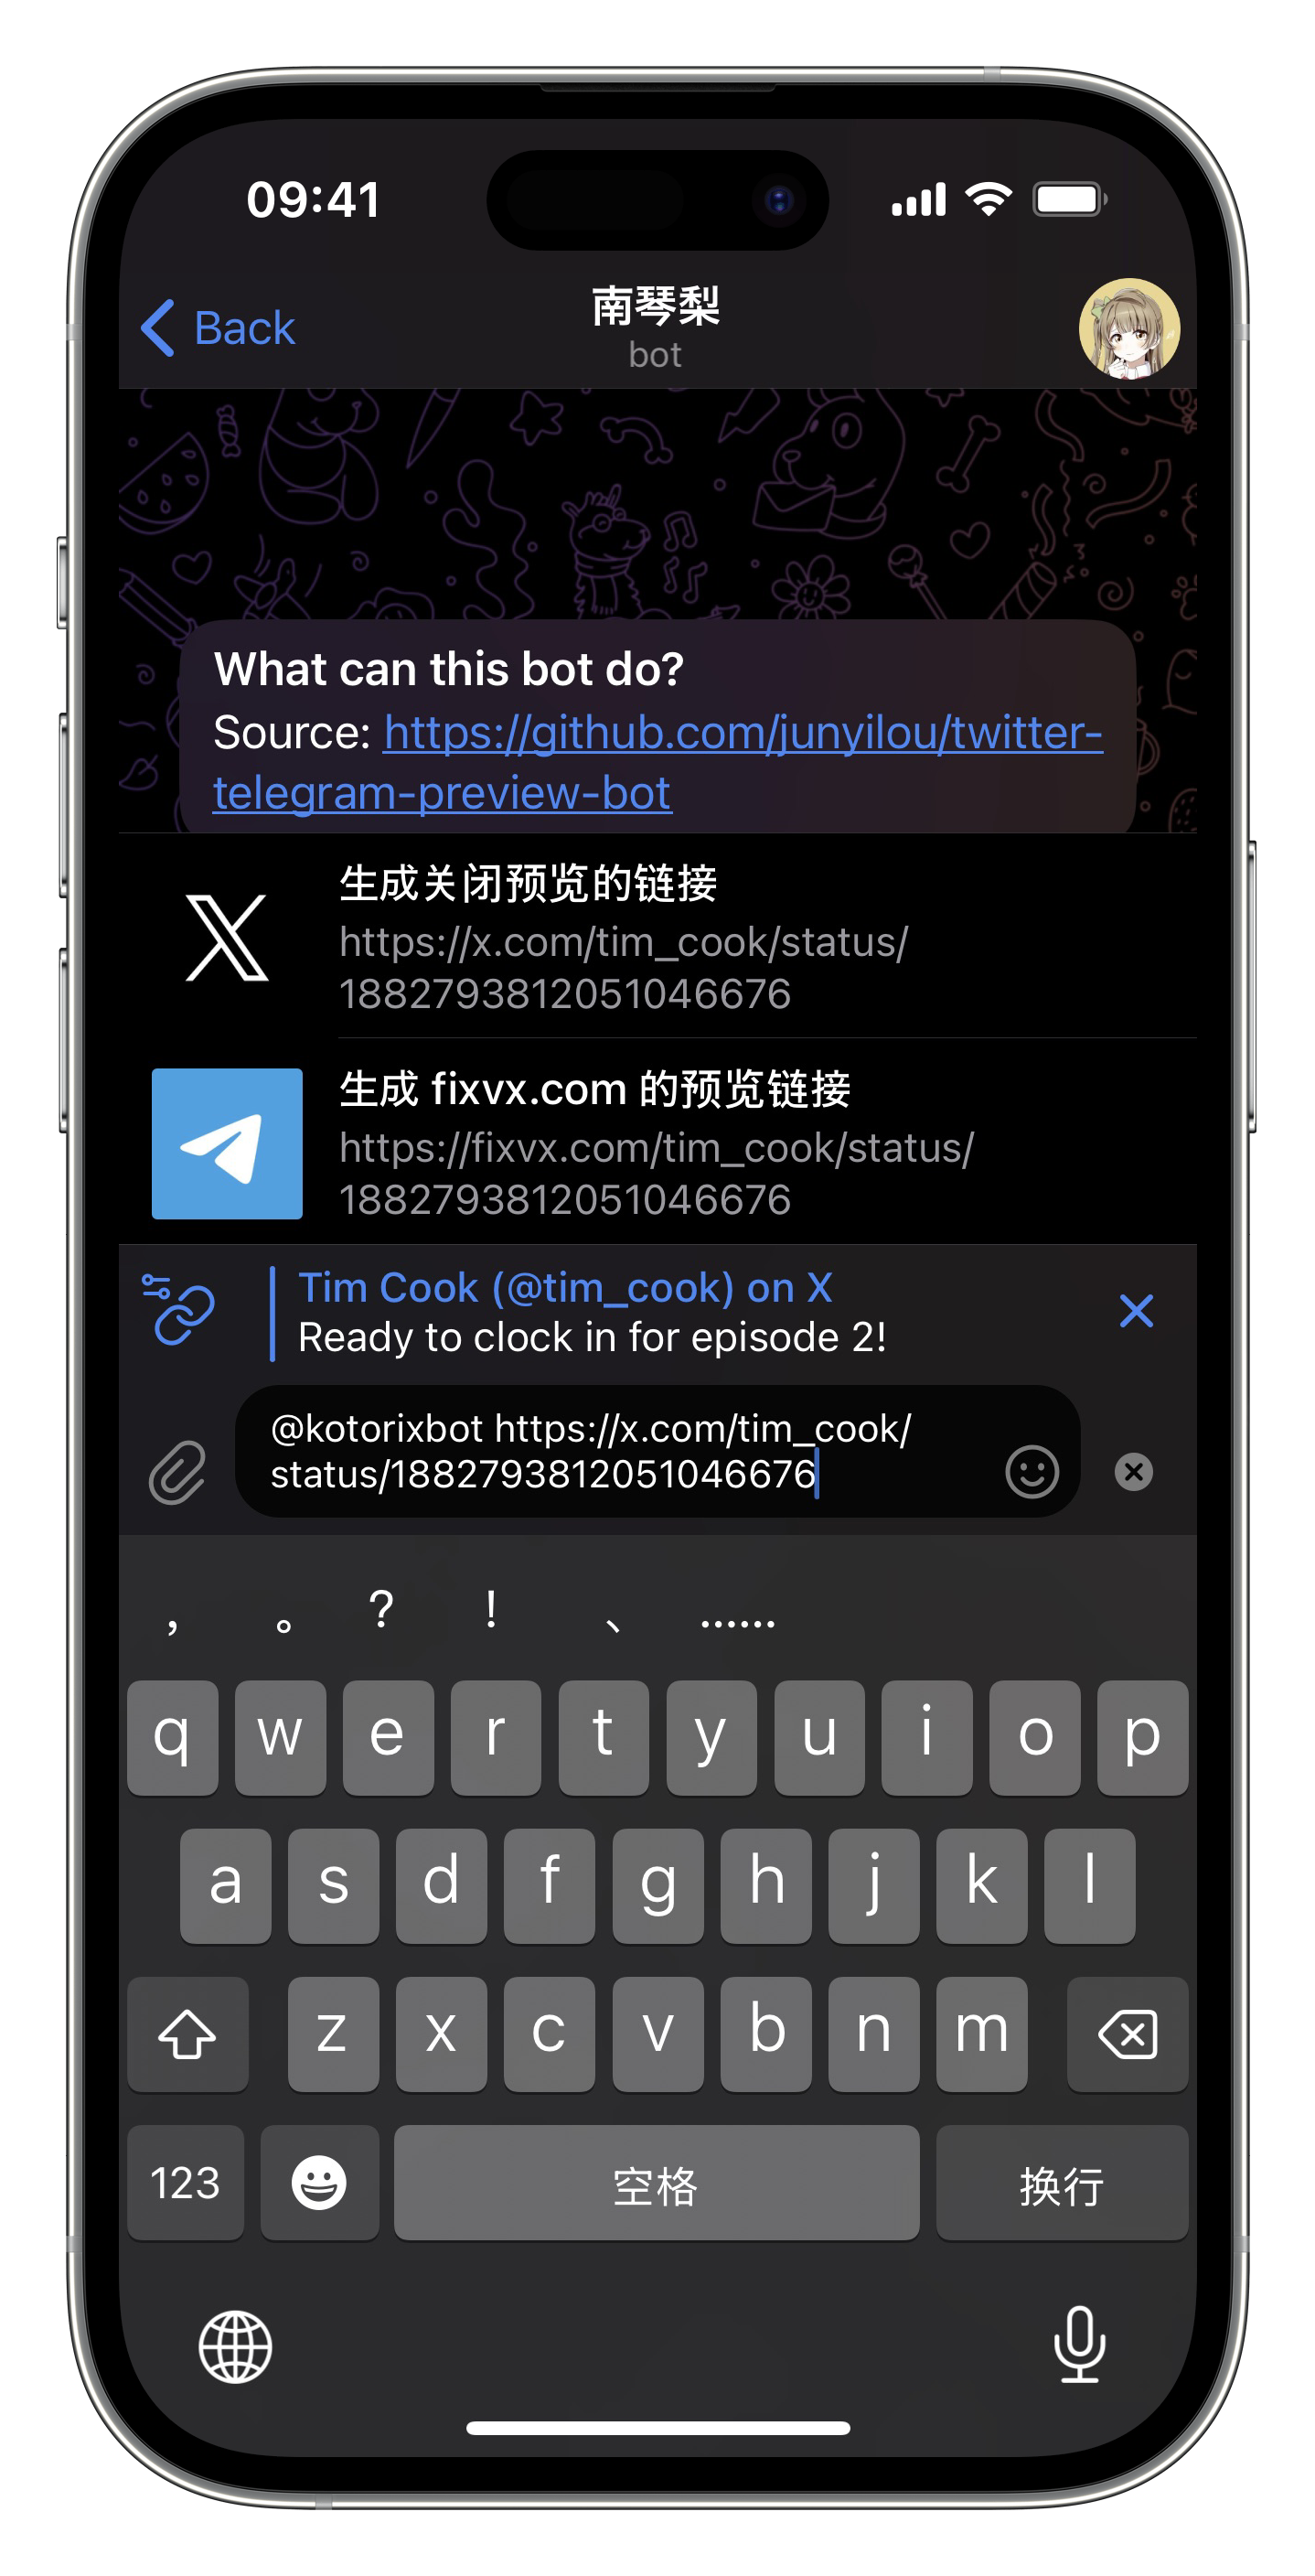 09:41
Back
南琴梨
bot
What can this bot do?
Source: https://github.com/junyilou/twitter-
telegram-preview-bot
生成关闭预览的链接
https://x.com/tim_cook/status/
1882793812051046676
生成 fixvx.com 的预览链接
https://fixvx.com/tim_cook/status/
1882793812051046676
Tim Cook (@tim_cook) on X
Ready to clock in for episode 2!
@kotorixbot https://x.com/tim_cook/
status/1882793812051046676
， 。 ？ ！ 、 ……
q w e r t y u i o p
a s d f g h j k l
z x c v b n m
123 空格 换行